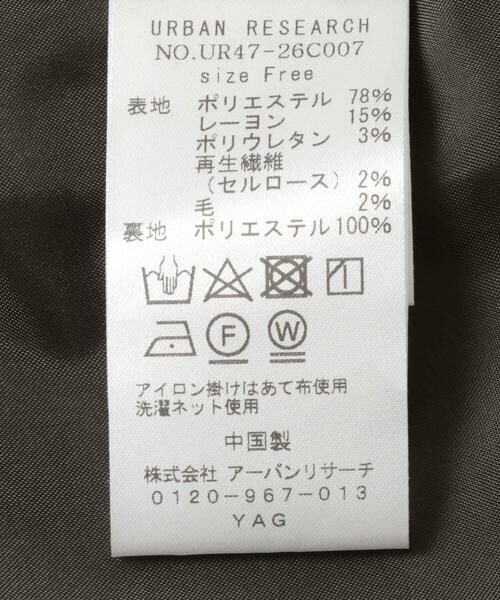 URBAN RESEARCH
NO.UR47-26C007
size Free
表地 ポリエステル 78%
レーヨン 15%
ポリウレタン 3%
再生繊維
（セルロース） 2%
毛 2%
裏地 ポリエステル 100%
F W
アイロン掛けはあて布使用
洗濯ネット使用
中国製
株式会社 アーバンリサーチ
0120-967-013
YAG